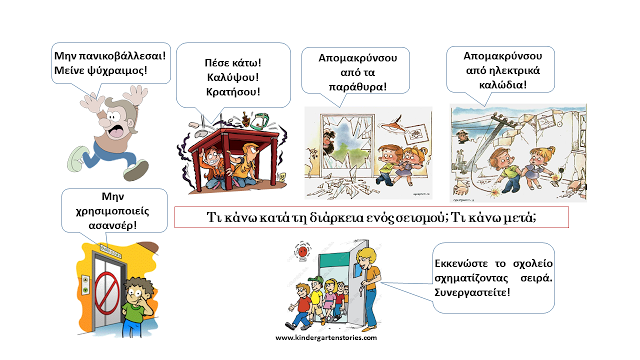 Μην πανικοβάλλεσαι!
Μείνε ψύχραιμος!
Πέσε κάτω!
Καλύψου!
Κρατήσου!
Απομακρύνσου
από τα
παράθυρα!
Απομακρύνσου
από ηλεκτρικά
καλώδια!
Μην
χρησιμοποιείς
ασανσέρ!
Τι κάνω κατά τη διάρκεια ενός σεισμού; Τι κάνω μετά;
Εκκενώστε το σχολείο
σχηματίζοντας σειρά.
Συνεργαστείτε!
www.kindergartenstories.com